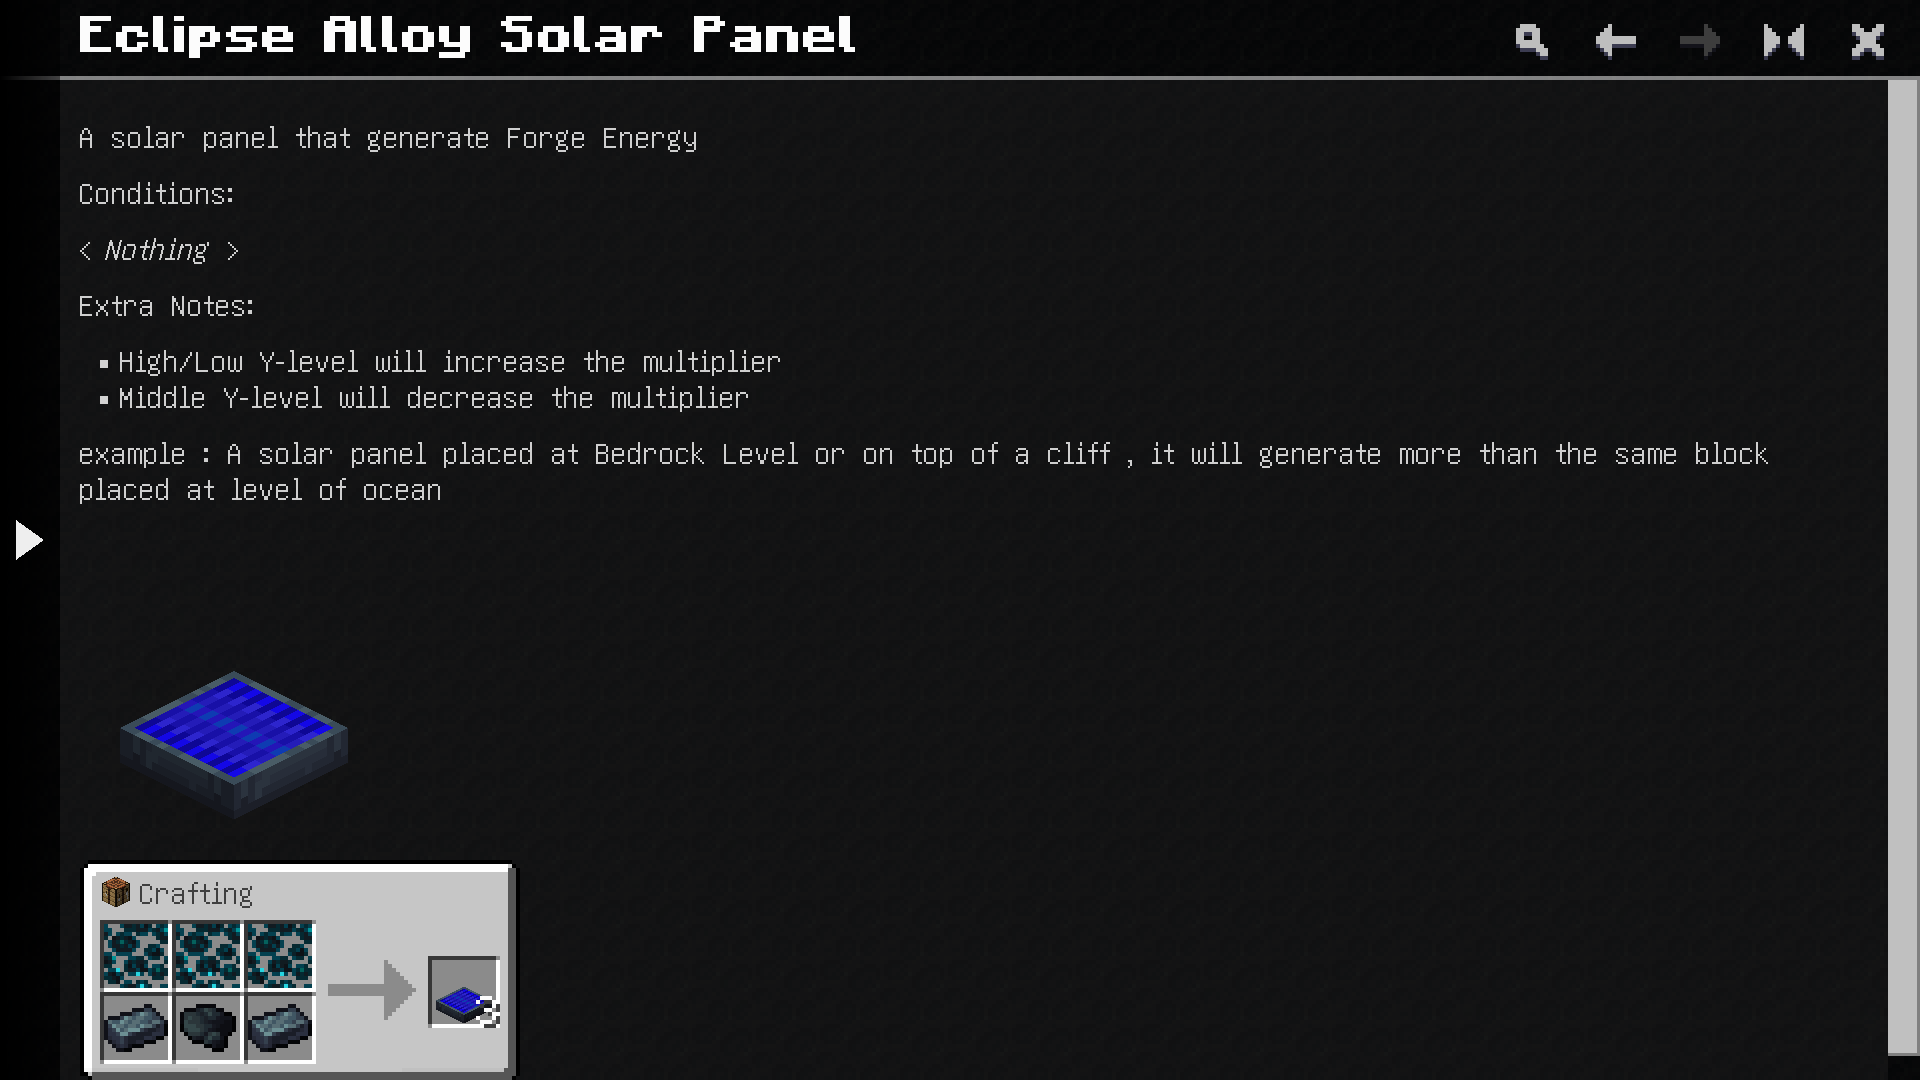 Eclipse Alloy Solar Panel
A solar panel that generate Forge Energy
Conditions:
< Nothing >
Extra Notes:
▪ High/Low Y-level will increase the multiplier
▪ Middle Y-level will decrease the multiplier
example : A solar panel placed at Bedrock Level or on top of a cliff , it will generate more than the same block
placed at level of ocean
Crafting
3